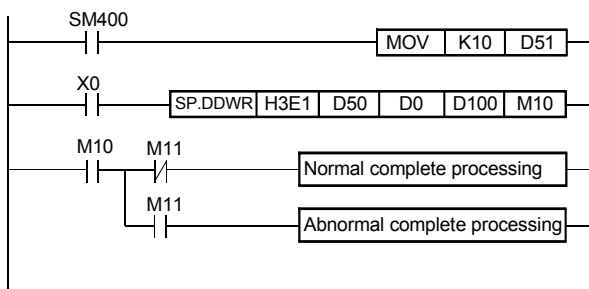 SM400
MOV K10 D51
X0
SP.DDWR H3E1 D50 D0 D100 M10
M10 M11
Normal complete processing
M11
Abnormal complete processing